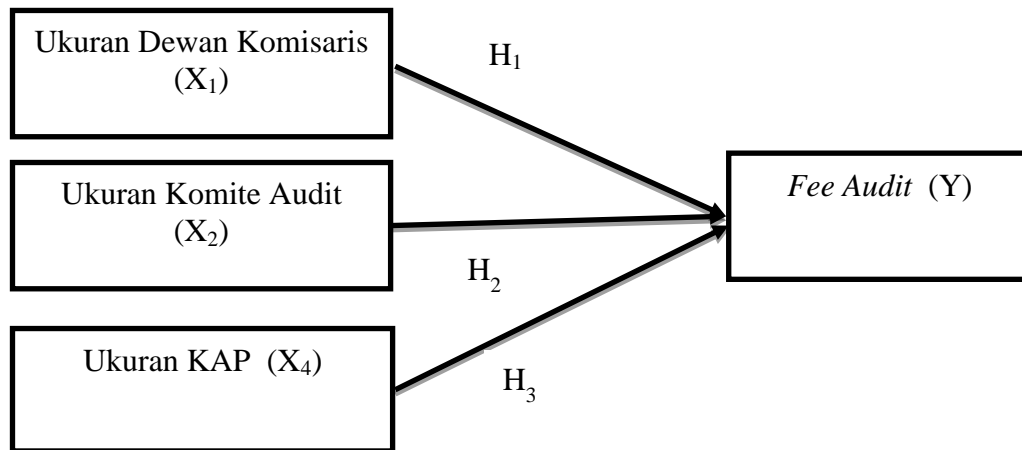 Ukuran Dewan Komisaris
(X₁)
H₁
Ukuran Komite Audit
(X₂)
Fee Audit (Y)
H₂
Ukuran KAP (X₄)
H₃